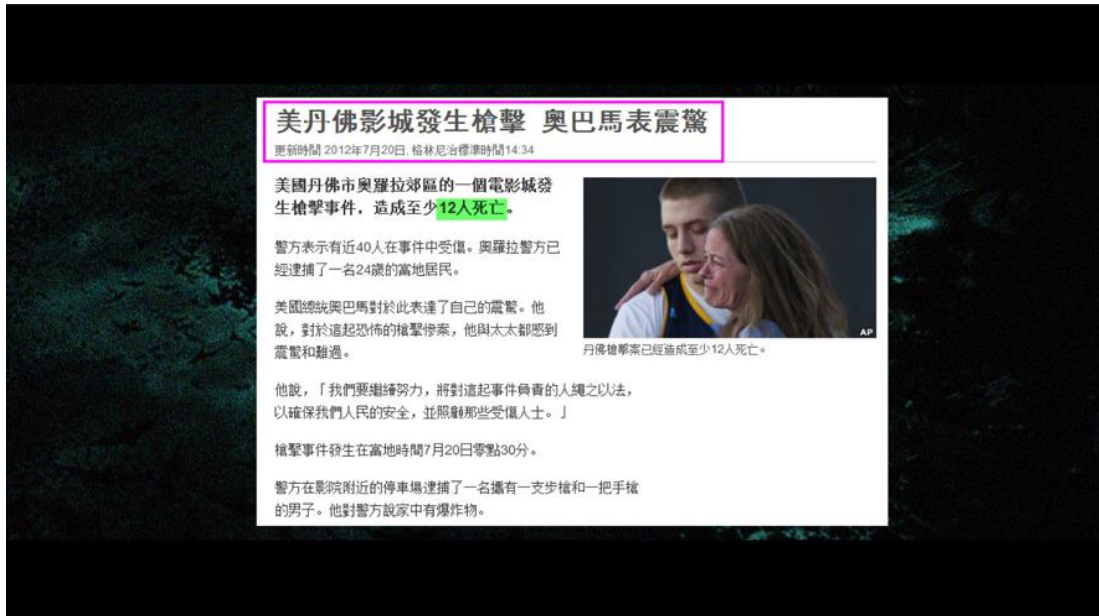 美丹佛影城發生槍擊 奧巴馬表震驚
更新時間 2012年7月20日, 格林尼治標準時間14:34
美國丹佛市奧羅拉郊區的一個電影城發
生槍擊事件，造成至少12人死亡。
警方表示有近40人在事件中受傷。奧羅拉警方已
經逮捕了一名24歲的當地居民。
美國總統奧巴馬對於此表達了自己的震驚。他
說，對於這起恐怖的槍擊慘案，他與太太都感到
震驚和難過。
AP
丹佛槍擊案已經造成至少12人死亡。
他說，「我們要繼續努力，將對這起事件負責的人繩之以法，
以確保我們人民的安全，並照顧那些受傷人士。」
槍擊事件發生在當地時間7月20日零點30分。
警方在影院附近的停車場逮捕了一名攜有一支步槍和一把手槍
的男子。他對警方說家中有爆炸物。